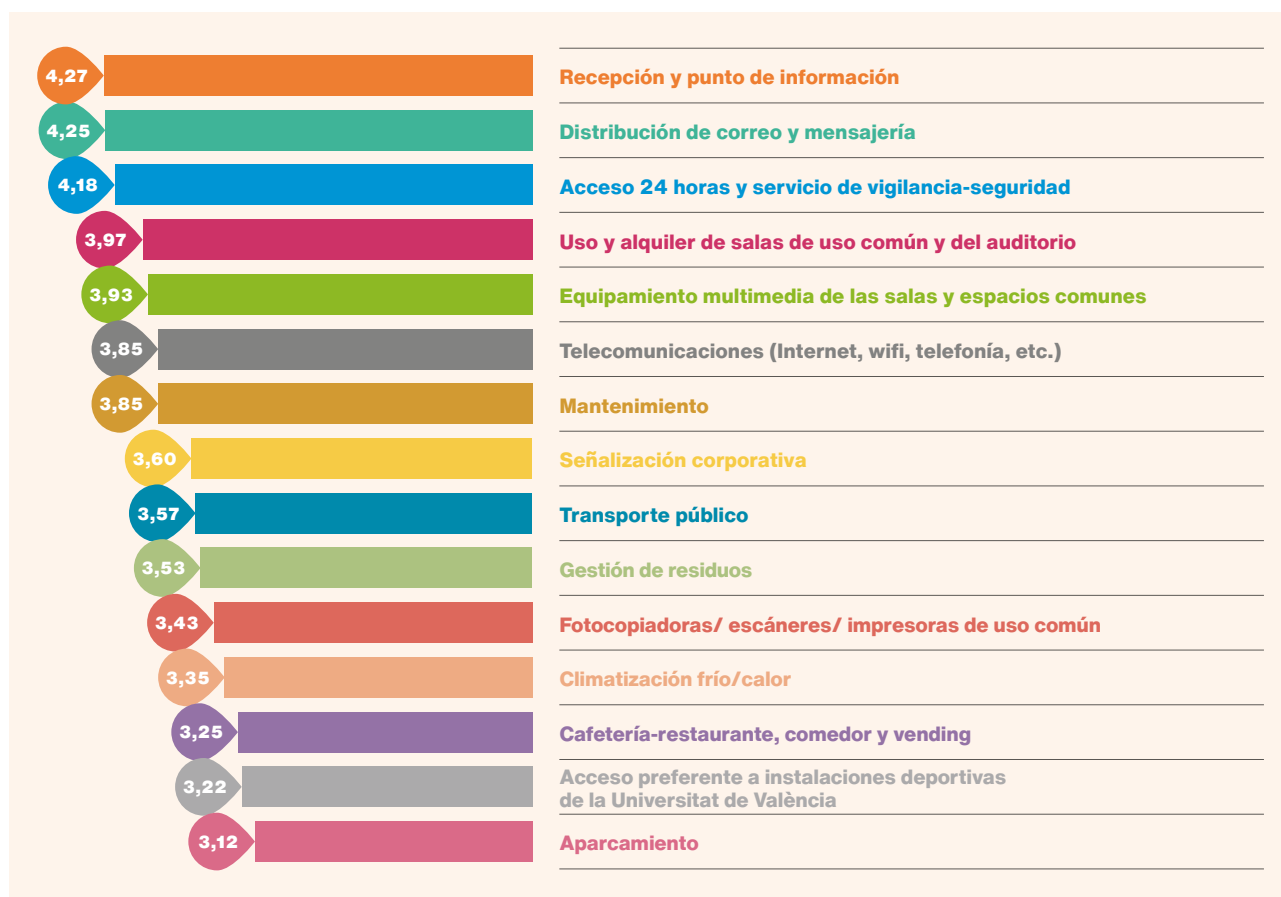 4,27 Recepción y punto de información
4,25 Distribución de correo y mensajería
4,18 Acceso 24 horas y servicio de vigilancia-seguridad
3,97 Uso y alquiler de salas de uso común y del auditorio
3,93 Equipamiento multimedia de las salas y espacios comunes
3,85 Telecomunicaciones (Internet, wifi, telefonía, etc.)
3,85 Mantenimiento
3,60 Señalización corporativa
3,57 Transporte público
3,53 Gestión de residuos
3,43 Fotocopiadoras/ escáneres/ impresoras de uso común
3,35 Climatización frío/calor
3,25 Cafetería-restaurante, comedor y vending
3,22 Acceso preferente a instalaciones deportivas
de la Universitat de València
3,12 Aparcamiento